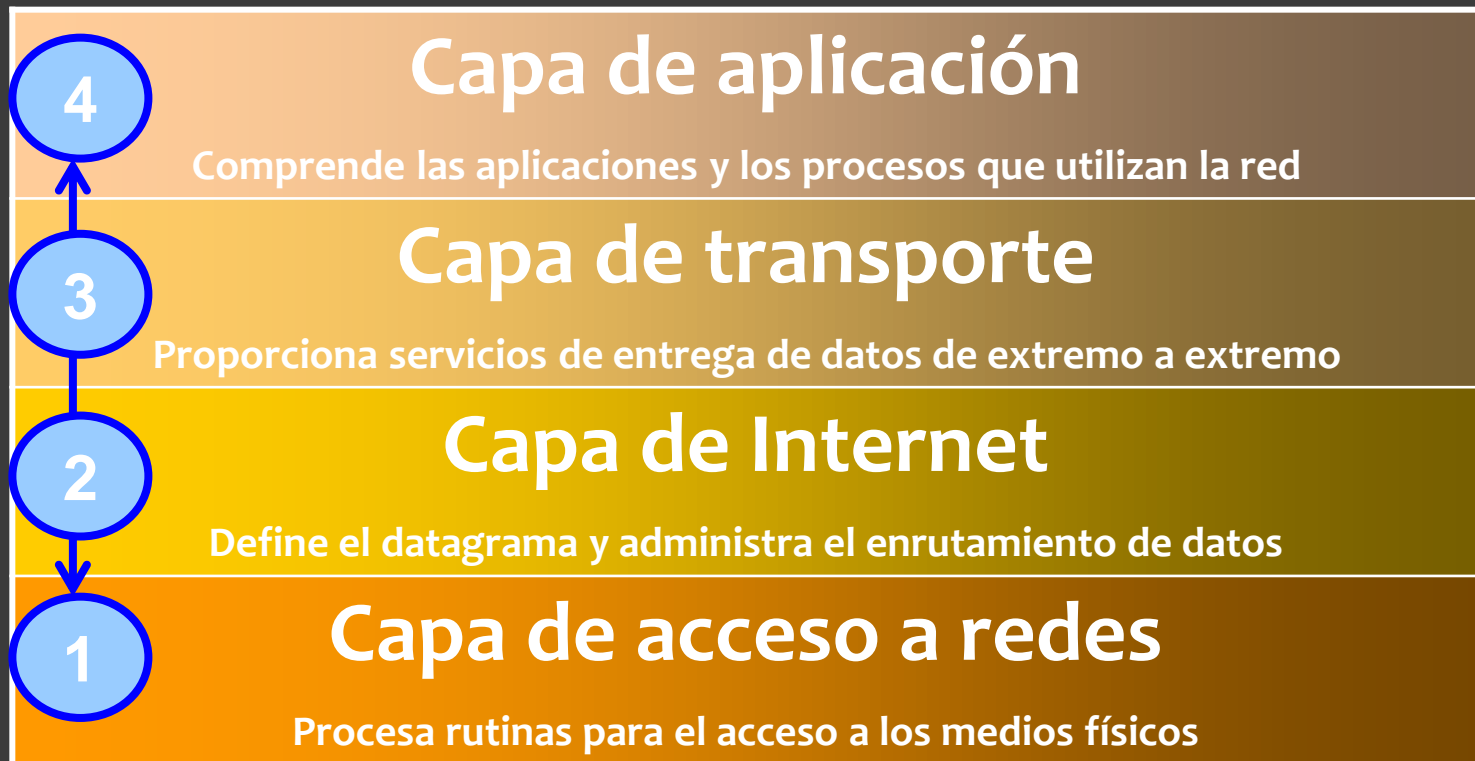 4
Capa de aplicación
Comprende las aplicaciones y los procesos que utilizan la red
3
Capa de transporte
Proporciona servicios de entrega de datos de extremo a extremo
2
Capa de Internet
Define el datagrama y administra el enrutamiento de datos
1
Capa de acceso a redes
Procesa rutinas para el acceso a los medios físicos